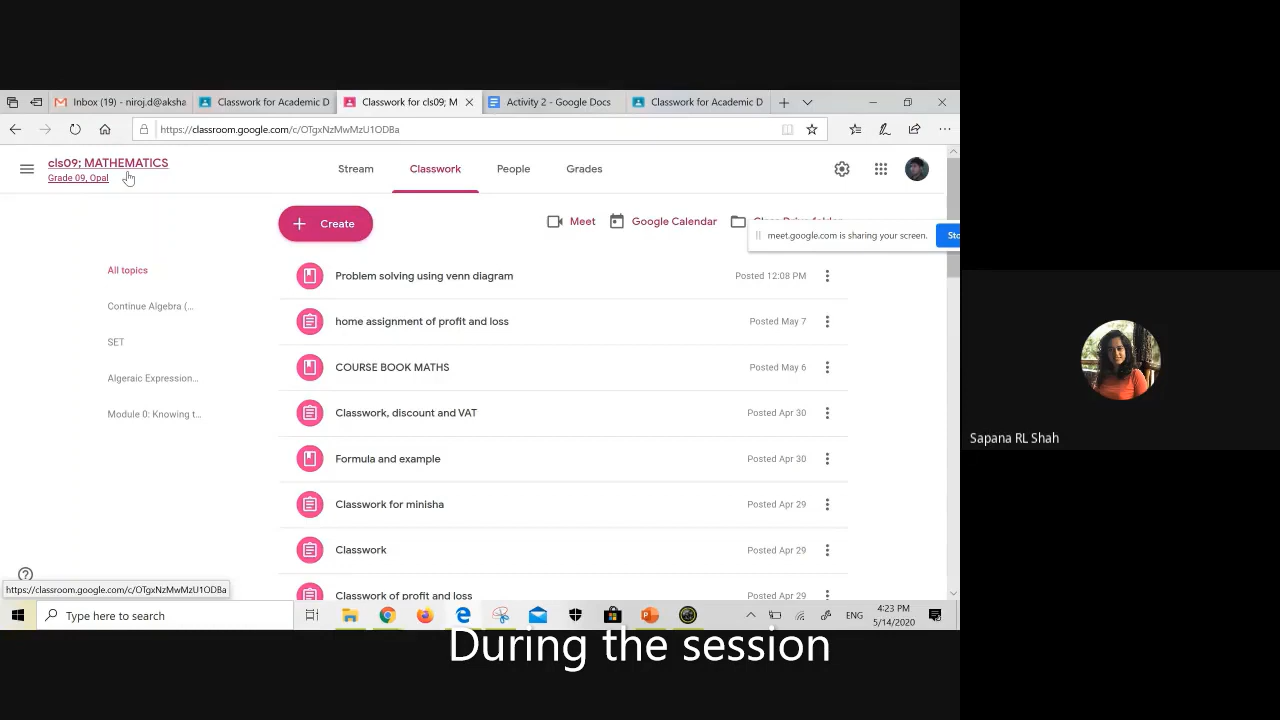 Inbox (19) - niroj.d@aksha
Classwork for Academic D
Classwork for cls09; M
Activity 2 - Google Docs
Classwork for Academic D
https://classroom.google.com/c/OTgxNzMwMzU1ODBa
cls09; MATHEMATICS
Grade 09, Opal
Stream
Classwork
People
Grades
Create
Meet
Google Calendar
Class Drive folder
meet.google.com is sharing your screen.
Sto
All topics
Continue Algebra (...
SET
Algeraic Expression...
Module 0: Knowing t...
Problem solving using venn diagram
Posted 12:08 PM
home assignment of profit and loss
Posted May 7
COURSE BOOK MATHS
Posted May 6
Classwork, discount and VAT
Posted Apr 30
Formula and example
Posted Apr 30
Classwork for minisha
Posted Apr 29
Classwork
Posted Apr 29
Classwork of profit and loss
Posted Apr 29
https://classroom.google.com/c/OTgxNzMwMzU1ODBa
Type here to search
ENG
4:23 PM
5/14/2020
Sapana RL Shah
During the session